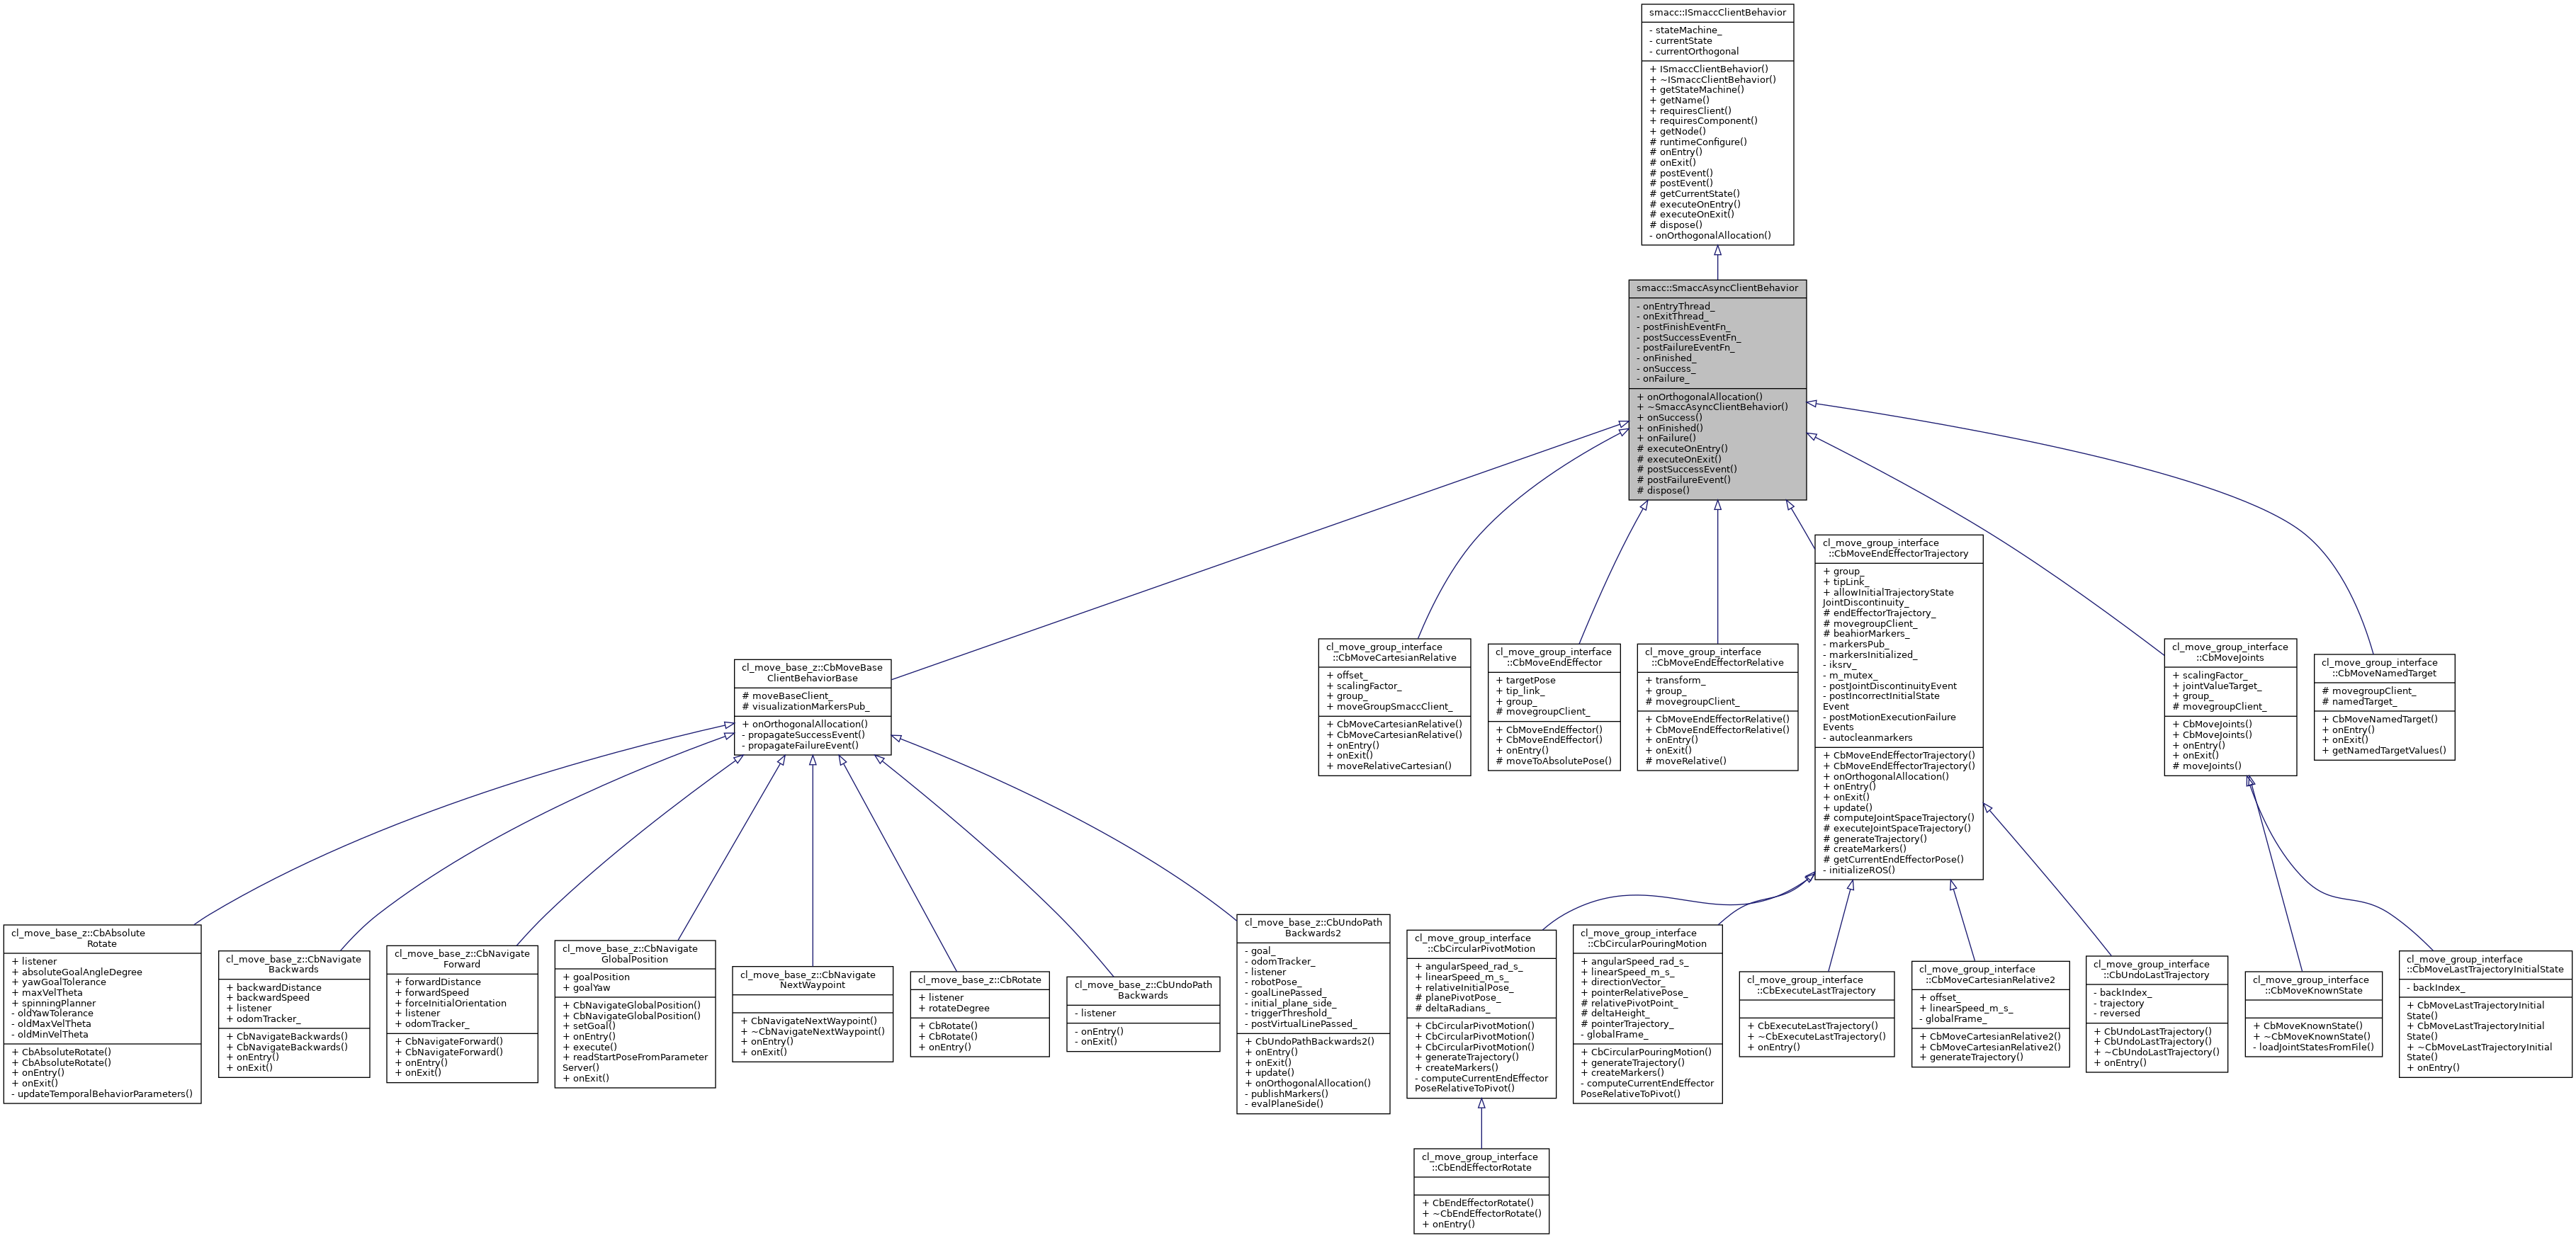 smacc::ISmaccClientBehavior
- stateMachine_
- currentState
- currentOrthogonal
+ ISmaccClientBehavior()
+ ~ISmaccClientBehavior()
+ getStateMachine()
+ getName()
+ requiresClient()
+ requiresComponent()
+ getNode()
# runtimeConfigure()
# onEntry()
# onExit()
# postEvent()
# postEvent()
# getCurrentState()
# executeOnEntry()
# executeOnExit()
# dispose()
- onOrthogonalAllocation()
smacc::SmaccAsyncClientBehavior
- onEntryThread_
- onExitThread_
- postFinishEventFn_
- postSuccessEventFn_
- postFailureEventFn_
- onFinished_
- onSuccess_
- onFailure_
+ onOrthogonalAllocation()
+ ~SmaccAsyncClientBehavior()
+ onSuccess()
+ onFinished()
+ onFailure()
# executeOnEntry()
# executeOnExit()
# postSuccessEvent()
# postFailureEvent()
# dispose()
cl_move_base_z::CbMoveBase
ClientBehaviorBase
# moveBaseClient_
# visualizationMarkersPub_
+ onOrthogonalAllocation()
- propagateSuccessEvent()
- propagateFailureEvent()
cl_move_group_interface
::CbMoveCartesianRelative
+ offset_
+ scalingFactor_
+ group_
+ moveGroupSmaccClient_
+ CbMoveCartesianRelative()
+ CbMoveCartesianRelative()
+ onEntry()
+ onExit()
+ moveRelativeCartesian()
cl_move_group_interface
::CbMoveEndEffector
+ targetPose
+ tip_link_
+ group_
# movegroupClient_
+ CbMoveEndEffector()
+ CbMoveEndEffector()
+ onEntry()
# moveToAbsolutePose()
cl_move_group_interface
::CbMoveEndEffectorRelative
+ transform_
+ group_
# movegroupClient_
+ CbMoveEndEffectorRelative()
+ CbMoveEndEffectorRelative()
+ onEntry()
+ onExit()
# moveRelative()
cl_move_group_interface
::CbMoveEndEffectorTrajectory
+ group_
+ tipLink_
+ allowInitialTrajectoryState
JointDiscontinuity_
# endEffectorTrajectory_
# movegroupClient_
# beahiorMarkers_
- markersPub_
- markersInitialized_
- iksrv_
- m_mutex_
- postJointDiscontinuityEvent
- postIncorrectInitialState
Event
- postMotionExecutionFailure
Events
- autocleanmarkers
+ CbMoveEndEffectorTrajectory()
+ CbMoveEndEffectorTrajectory()
+ onOrthogonalAllocation()
+ onEntry()
+ onExit()
+ update()
# computeJointSpaceTrajectory()
# executeJointSpaceTrajectory()
# generateTrajectory()
# createMarkers()
# getCurrentEndEffectorPose()
- initializeROS()
cl_move_group_interface
::CbMoveJoints
+ scalingFactor_
+ jointValueTarget_
+ group_
# movegroupClient_
+ CbMoveJoints()
+ CbMoveJoints()
+ onEntry()
+ onExit()
# moveJoints()
cl_move_group_interface
::CbMoveNamedTarget
# movegroupClient_
# namedTarget_
+ CbMoveNamedTarget()
+ onEntry()
+ onExit()
+ getNamedTargetValues()
cl_move_base_z::CbAbsolute
Rotate
+ listener
+ absoluteGoalAngleDegree
+ yawGoalTolerance
+ maxVelTheta
+ spinningPlanner
- oldYawTolerance
- oldMaxVelTheta
- oldMinVelTheta
+ CbAbsoluteRotate()
+ CbAbsoluteRotate()
+ onEntry()
+ onExit()
- updateTemporalBehaviorParameters()
cl_move_base_z::CbNavigate
Backwards
+ backwardDistance
+ backwardSpeed
+ listener
+ odomTracker_
+ CbNavigateBackwards()
+ CbNavigateBackwards()
+ onEntry()
+ onExit()
cl_move_base_z::CbNavigate
Forward
+ forwardDistance
+ forwardSpeed
+ forceInitialOrientation
+ listener
+ odomTracker_
+ CbNavigateForward()
+ CbNavigateForward()
+ onEntry()
+ onExit()
cl_move_base_z::CbNavigate
GlobalPosition
+ goalPosition
+ goalYaw
+ CbNavigateGlobalPosition()
+ CbNavigateGlobalPosition()
+ setGoal()
+ onEntry()
+ execute()
+ readStartPoseFromParameter
Server()
+ onExit()
cl_move_base_z::CbNavigate
NextWaypoint
+ CbNavigateNextWaypoint()
+ ~CbNavigateNextWaypoint()
+ onEntry()
+ onExit()
cl_move_base_z::CbRotate
+ listener
+ rotateDegree
+ CbRotate()
+ CbRotate()
+ onEntry()
cl_move_base_z::CbUndoPath
Backwards
- listener
- onEntry()
- onExit()
cl_move_base_z::CbUndoPath
Backwards2
- goal_
- odomTracker_
- listener
- robotPose_
- goalLinePassed_
- initial_plane_side_
- triggerThreshold_
- postVirtualLinePassed_
+ CbUndoPathBackwards2()
+ onEntry()
+ onExit()
+ update()
+ onOrthogonalAllocation()
- publishMarkers()
- evalPlaneSide()
cl_move_group_interface
::CbCircularPivotMotion
+ angularSpeed_rad_s_
+ linearSpeed_m_s_
+ relativeInitialPose_
# planePivotPose_
# deltaRadians_
+ CbCircularPivotMotion()
+ CbCircularPivotMotion()
+ CbCircularPivotMotion()
+ generateTrajectory()
+ createMarkers()
- computeCurrentEndEffector
PoseRelativeToPivot()
cl_move_group_interface
::CbCircularPouringMotion
+ angularSpeed_rad_s_
+ linearSpeed_m_s_
+ directionVector_
+ pointerRelativePose_
# relativePivotPoint_
# deltaHeight_
# pointerTrajectory_
- globalFrame_
+ CbCircularPouringMotion()
+ generateTrajectory()
+ createMarkers()
- computeCurrentEndEffector
PoseRelativeToPivot()
cl_move_group_interface
::CbExecuteLastTrajectory
+ CbExecuteLastTrajectory()
+ ~CbExecuteLastTrajectory()
+ onEntry()
cl_move_group_interface
::CbMoveCartesianRelative2
+ offset_
+ linearSpeed_m_s_
- globalFrame_
+ CbMoveCartesianRelative2()
+ CbMoveCartesianRelative2()
+ generateTrajectory()
cl_move_group_interface
::CbUndoLastTrajectory
- backIndex_
- trajectory
- reversed
+ CbUndoLastTrajectory()
+ CbUndoLastTrajectory()
+ ~CbUndoLastTrajectory()
+ onEntry()
cl_move_group_interface
::CbMoveKnownState
+ CbMoveKnownState()
+ ~CbMoveKnownState()
- loadJointStatesFromFile()
cl_move_group_interface
::CbMoveLastTrajectoryInitialState
- backIndex_
+ CbMoveLastTrajectoryInitial
State()
+ CbMoveLastTrajectoryInitial
State()
+ ~CbMoveLastTrajectoryInitial
State()
+ onEntry()
cl_move_group_interface
::CbEndEffectorRotate
+ CbEndEffectorRotate()
+ ~CbEndEffectorRotate()
+ onEntry()